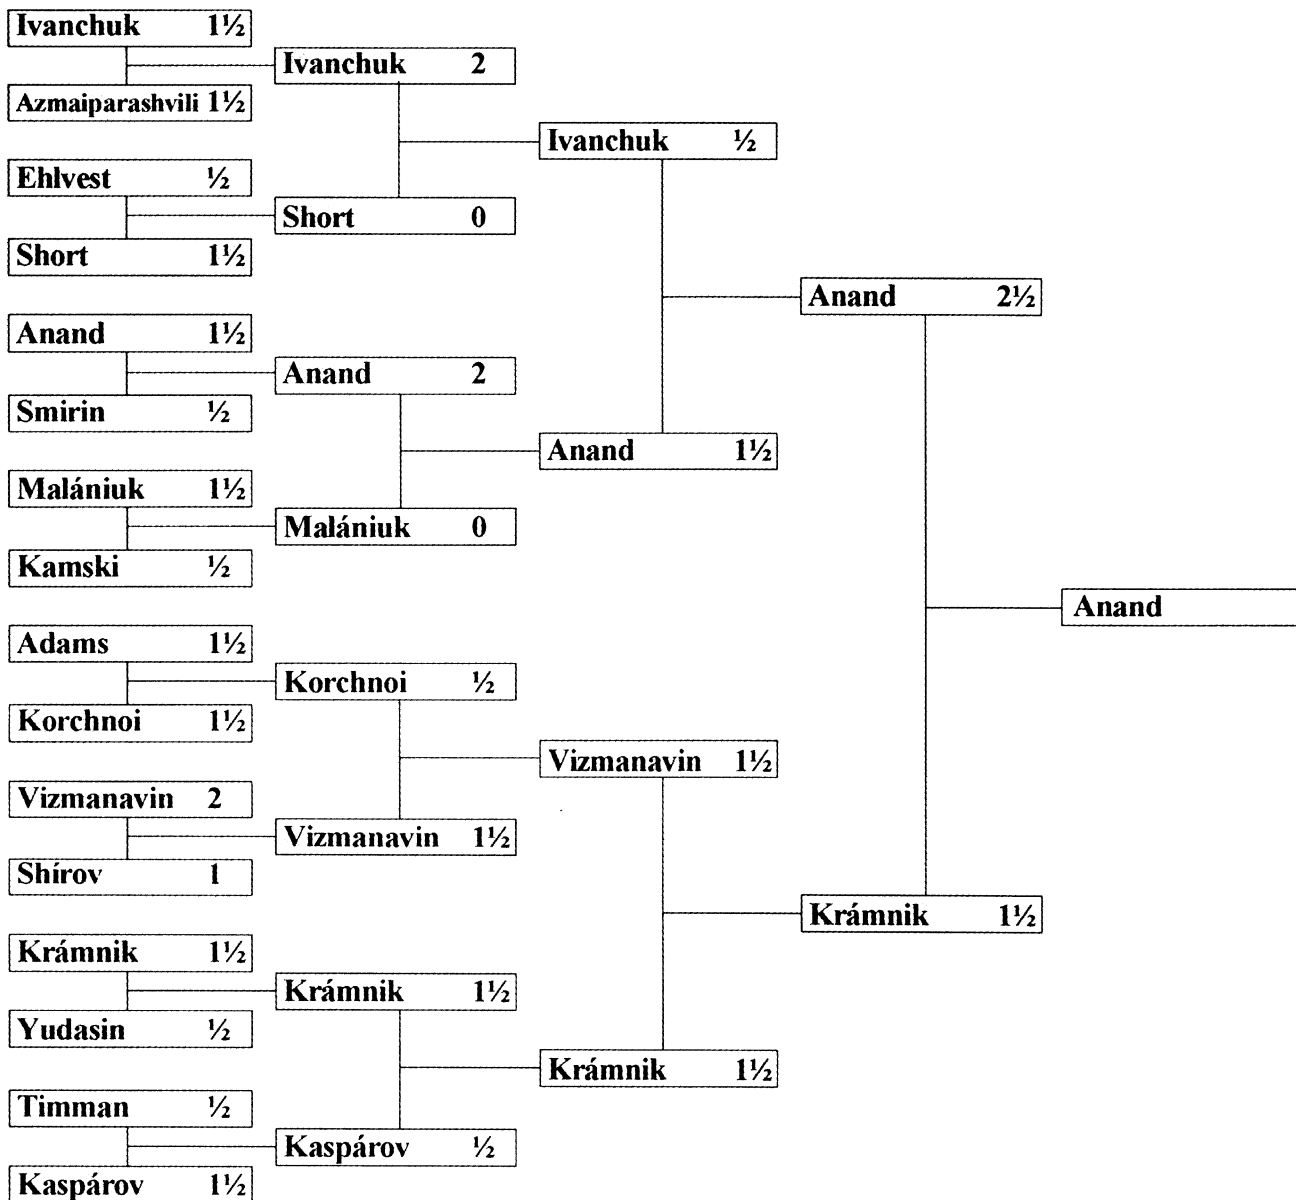 Ivanchuk 1½
Azmaiparashvili 1½
Ehlvest ½
Short 1½
Anand 1½
Smirin ½
Malániuk 1½
Kamski ½
Adams 1½
Korchnoi 1½
Vizmanavin 2
Shírov 1
Krámnik 1½
Yudasin ½
Timman ½
Kaspárov 1½
Ivanchuk 2
Short 0
Anand 2
Malániuk 0
Korchnoi ½
Vizmanavin 1½
Krámnik 1½
Kaspárov ½
Ivanchuk ½
Anand 1½
Vizmanavin 1½
Krámnik 1½
Anand 2½
Krámnik 1½
Anand